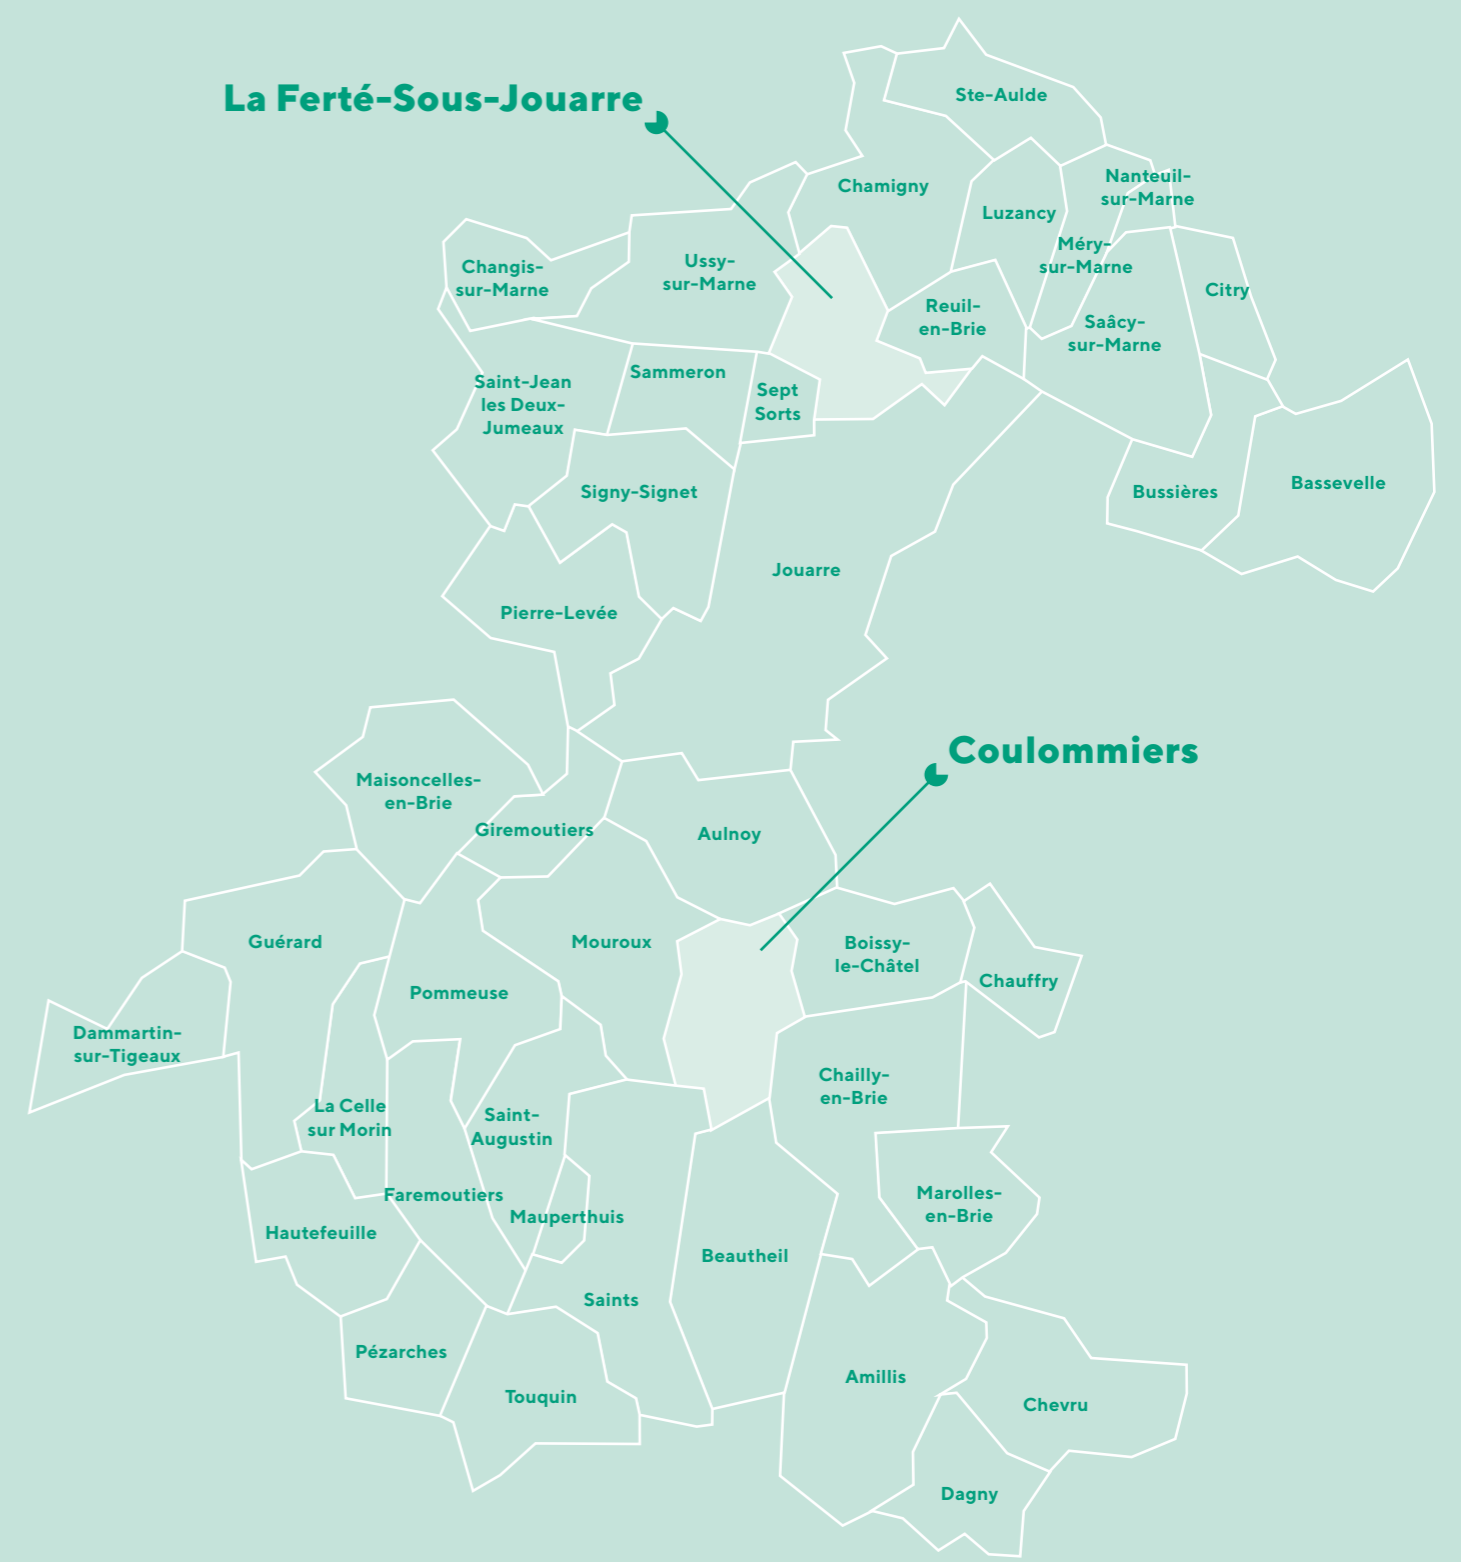 La Ferté-Sous-Jouarre
Ste-Aulde
Chamigny
Nanteuil-
sur-Marne
Luzancy
Méry-
sur-Marne
Ussy-
sur-Marne
Changis-
sur-Marne
Citry
Reuil-
en-Brie
Saâcy-
sur-Marne
Sammeron
Saint-Jean
les Deux-
Jumeaux
Sept
Sorts
Signy-Signet
Bussières
Bassevelle
Jouarre
Pierre-Levée
Coulommiers
Maisoncelles-
en-Brie
Giremoutiers
Aulnoy
Guérard
Mouroux
Boissy-
le-Châtel
Chauffry
Pommeuse
Dammartin-
sur-Tigeaux
Chailly-
en-Brie
La Celle
sur Morin
Saint-
Augustin
Faremoutiers
Marolles-
en-Brie
Mauperthuis
Hautefeuille
Beautheil
Saints
Pézarches
Amillis
Touquin
Chevru
Dagny